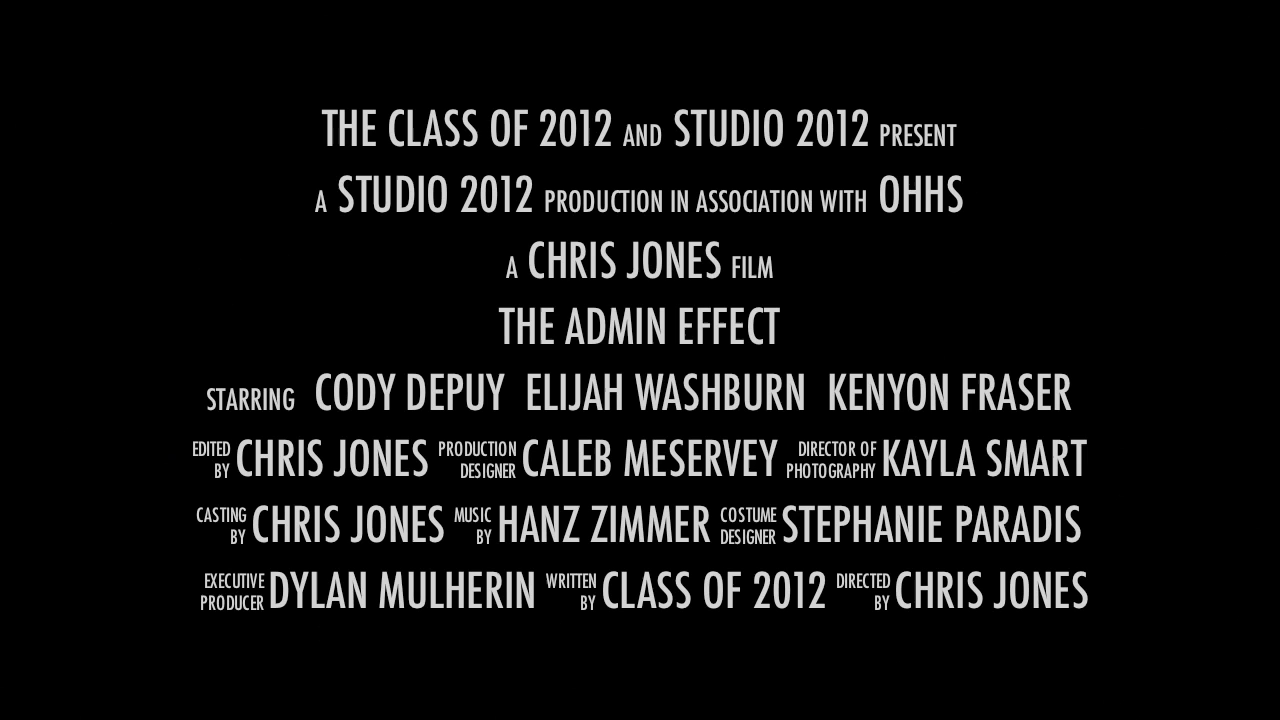 THE CLASS OF 2012 AND STUDIO 2012 PRESENT
A STUDIO 2012 PRODUCTION IN ASSOCIATION WITH OHHS
A CHRIS JONES FILM
THE ADMIN EFFECT
STARRING CODY DEPUY ELIJAH WASHBURN KENYON FRASER
EDITED BY CHRIS JONES PRODUCTION DESIGNER CALEB MESERVEY DIRECTOR OF PHOTOGRAPHY KAYLA SMART
CASTING BY CHRIS JONES MUSIC BY HANZ ZIMMER COSTUME DESIGNER STEPHANIE PARADIS
EXECUTIVE PRODUCER DYLAN MULHERIN WRITTEN BY CLASS OF 2012 DIRECTED BY CHRIS JONES